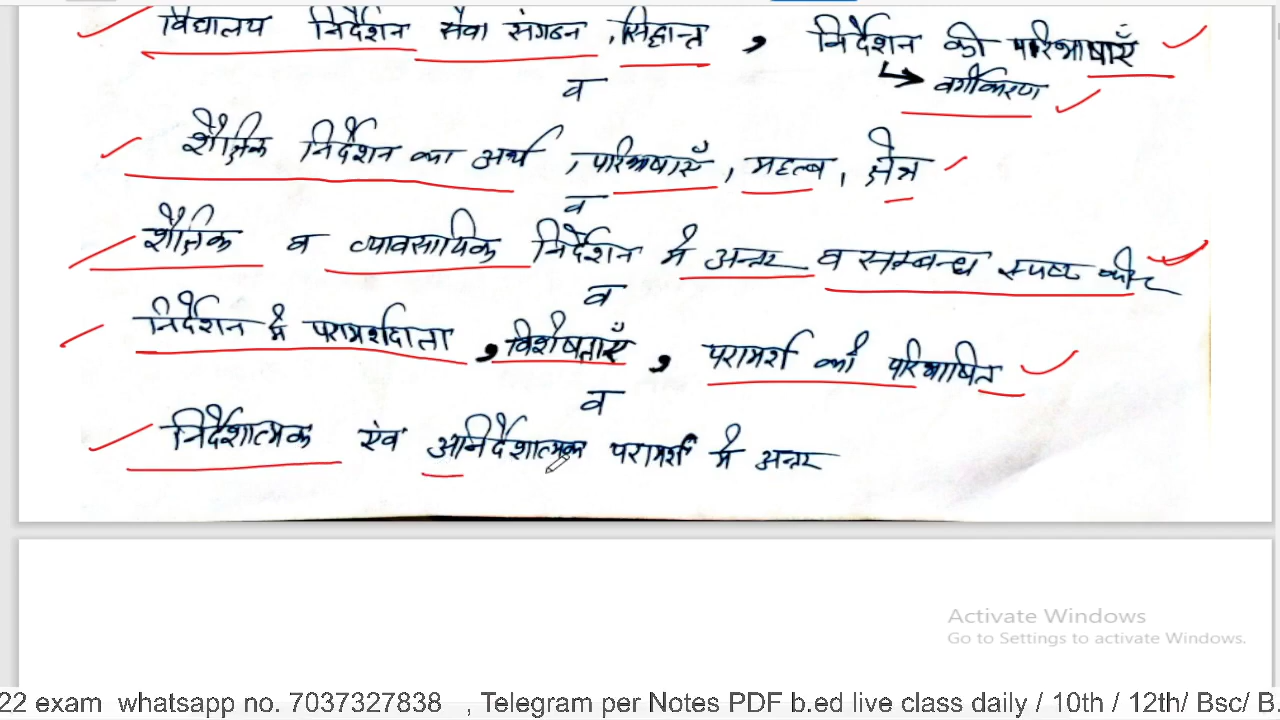 विद्यालय निर्देशन सेवा संगठन , सिद्धान्त , निर्देशन की परिभाषाएँ
वर्गीकरण
व
शैक्षिक निर्देशन का अर्थ , परिभाषाएँ , महत्व , क्षेत्र
व
शैक्षिक व व्यावसायिक निर्देशन में अन्तर व सम्बन्ध स्पष्ट
व
निर्देशन में परामर्शदाता , विशेषताएँ , परामर्श को परिभाषित
व
निर्देशात्मक एंव अनिर्देशात्मक परामर्श में अन्तर
Activate Windows
Go to Settings to activate Windows.
22 exam whatsapp no. 7037327838 , Telegram per Notes PDF b.ed live class daily / 10th / 12th/ Bsc/ B.